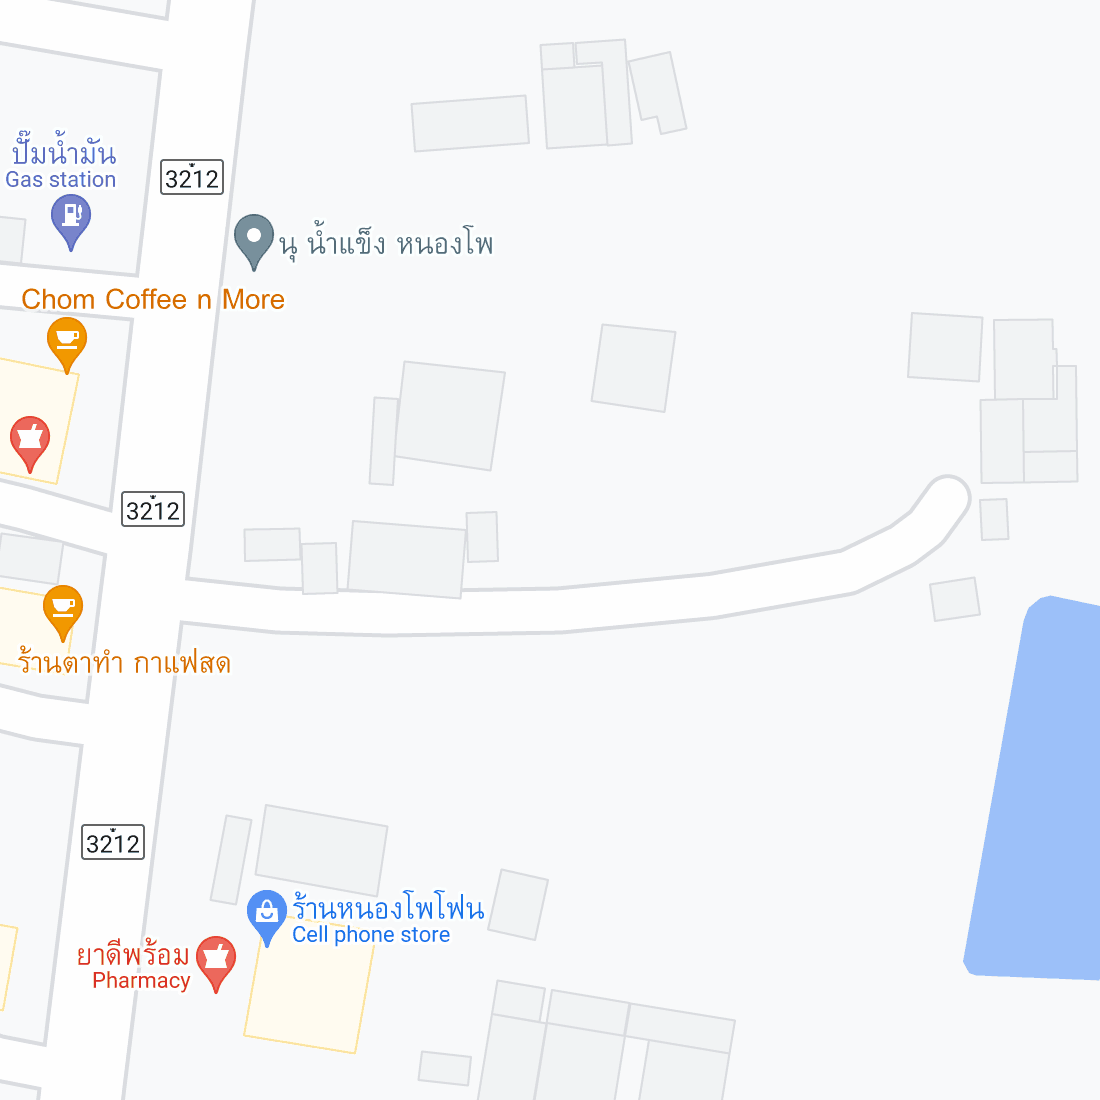 ปั๊มน้ำมัน
Gas station
3212
นุ น้ำแข็ง หนองโพ
Chom Coffee n More
3212
ร้านตาทำ กาแฟสด
3212
ร้านหนองโพโฟน
Cell phone store
ยาดีพร้อม
Pharmacy